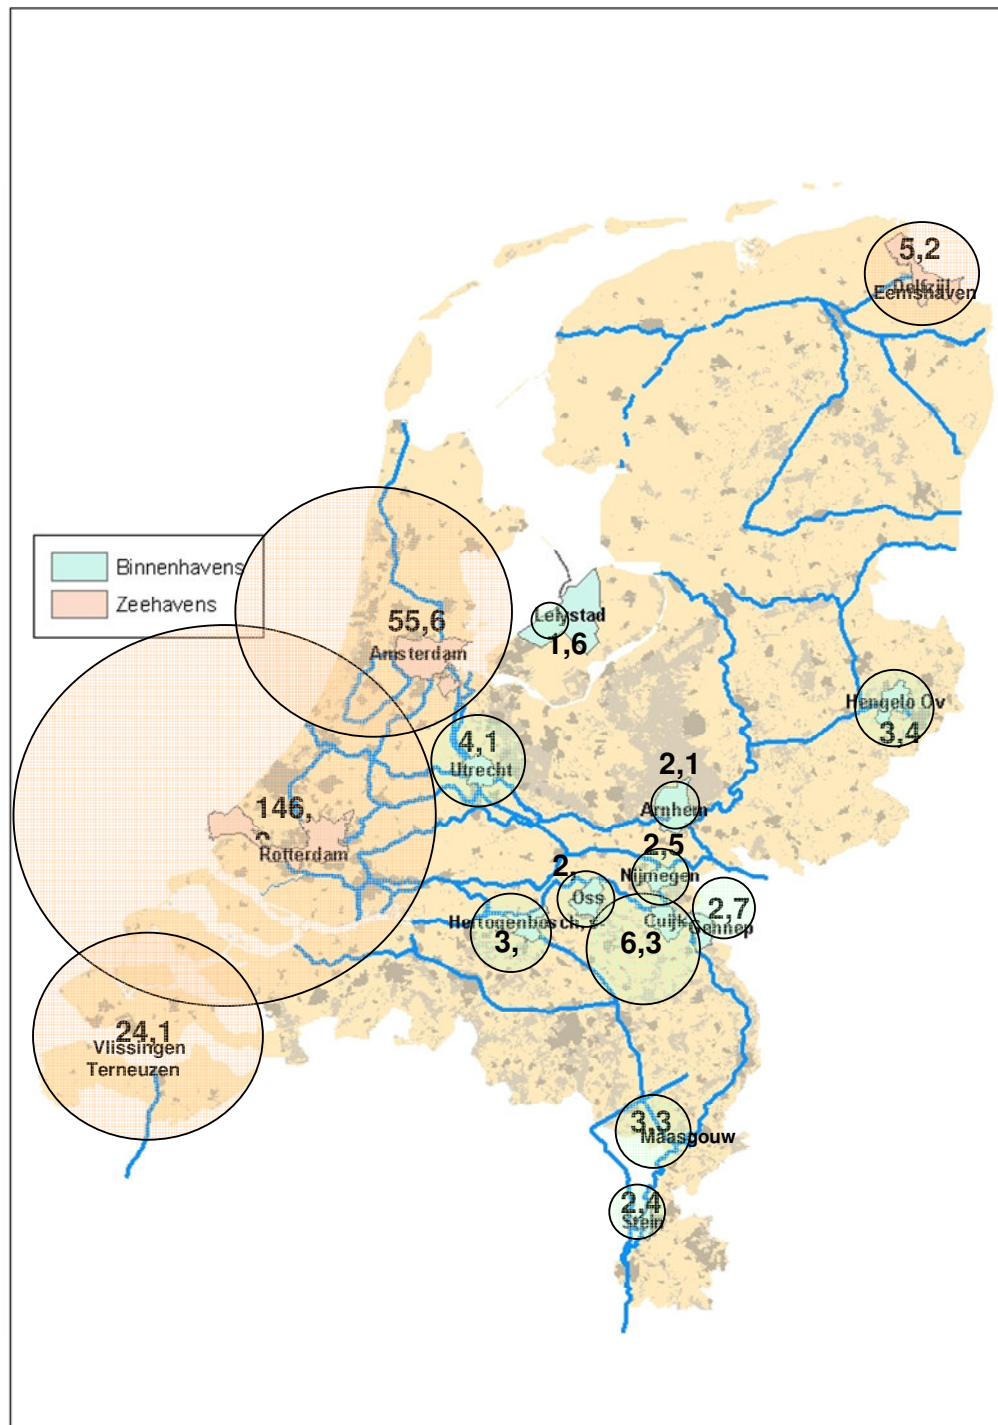 5,2
Delfzijl
Eemshaven
Binnenhavens
Zeehavens
55,6
Amsterdam
Lelystad
1,6
Hengelo Ov
3,4
4,1
Utrecht
2,1
Arnhem
146,
Rotterdam
2,5
Nijmegen
2,
Oss
2,7
Gennep
Cuijk
6,3
Hertogenbosch, s-
3,
24,1
Vlissingen
Terneuzen
3,3
Maasgouw
2,4
Stein